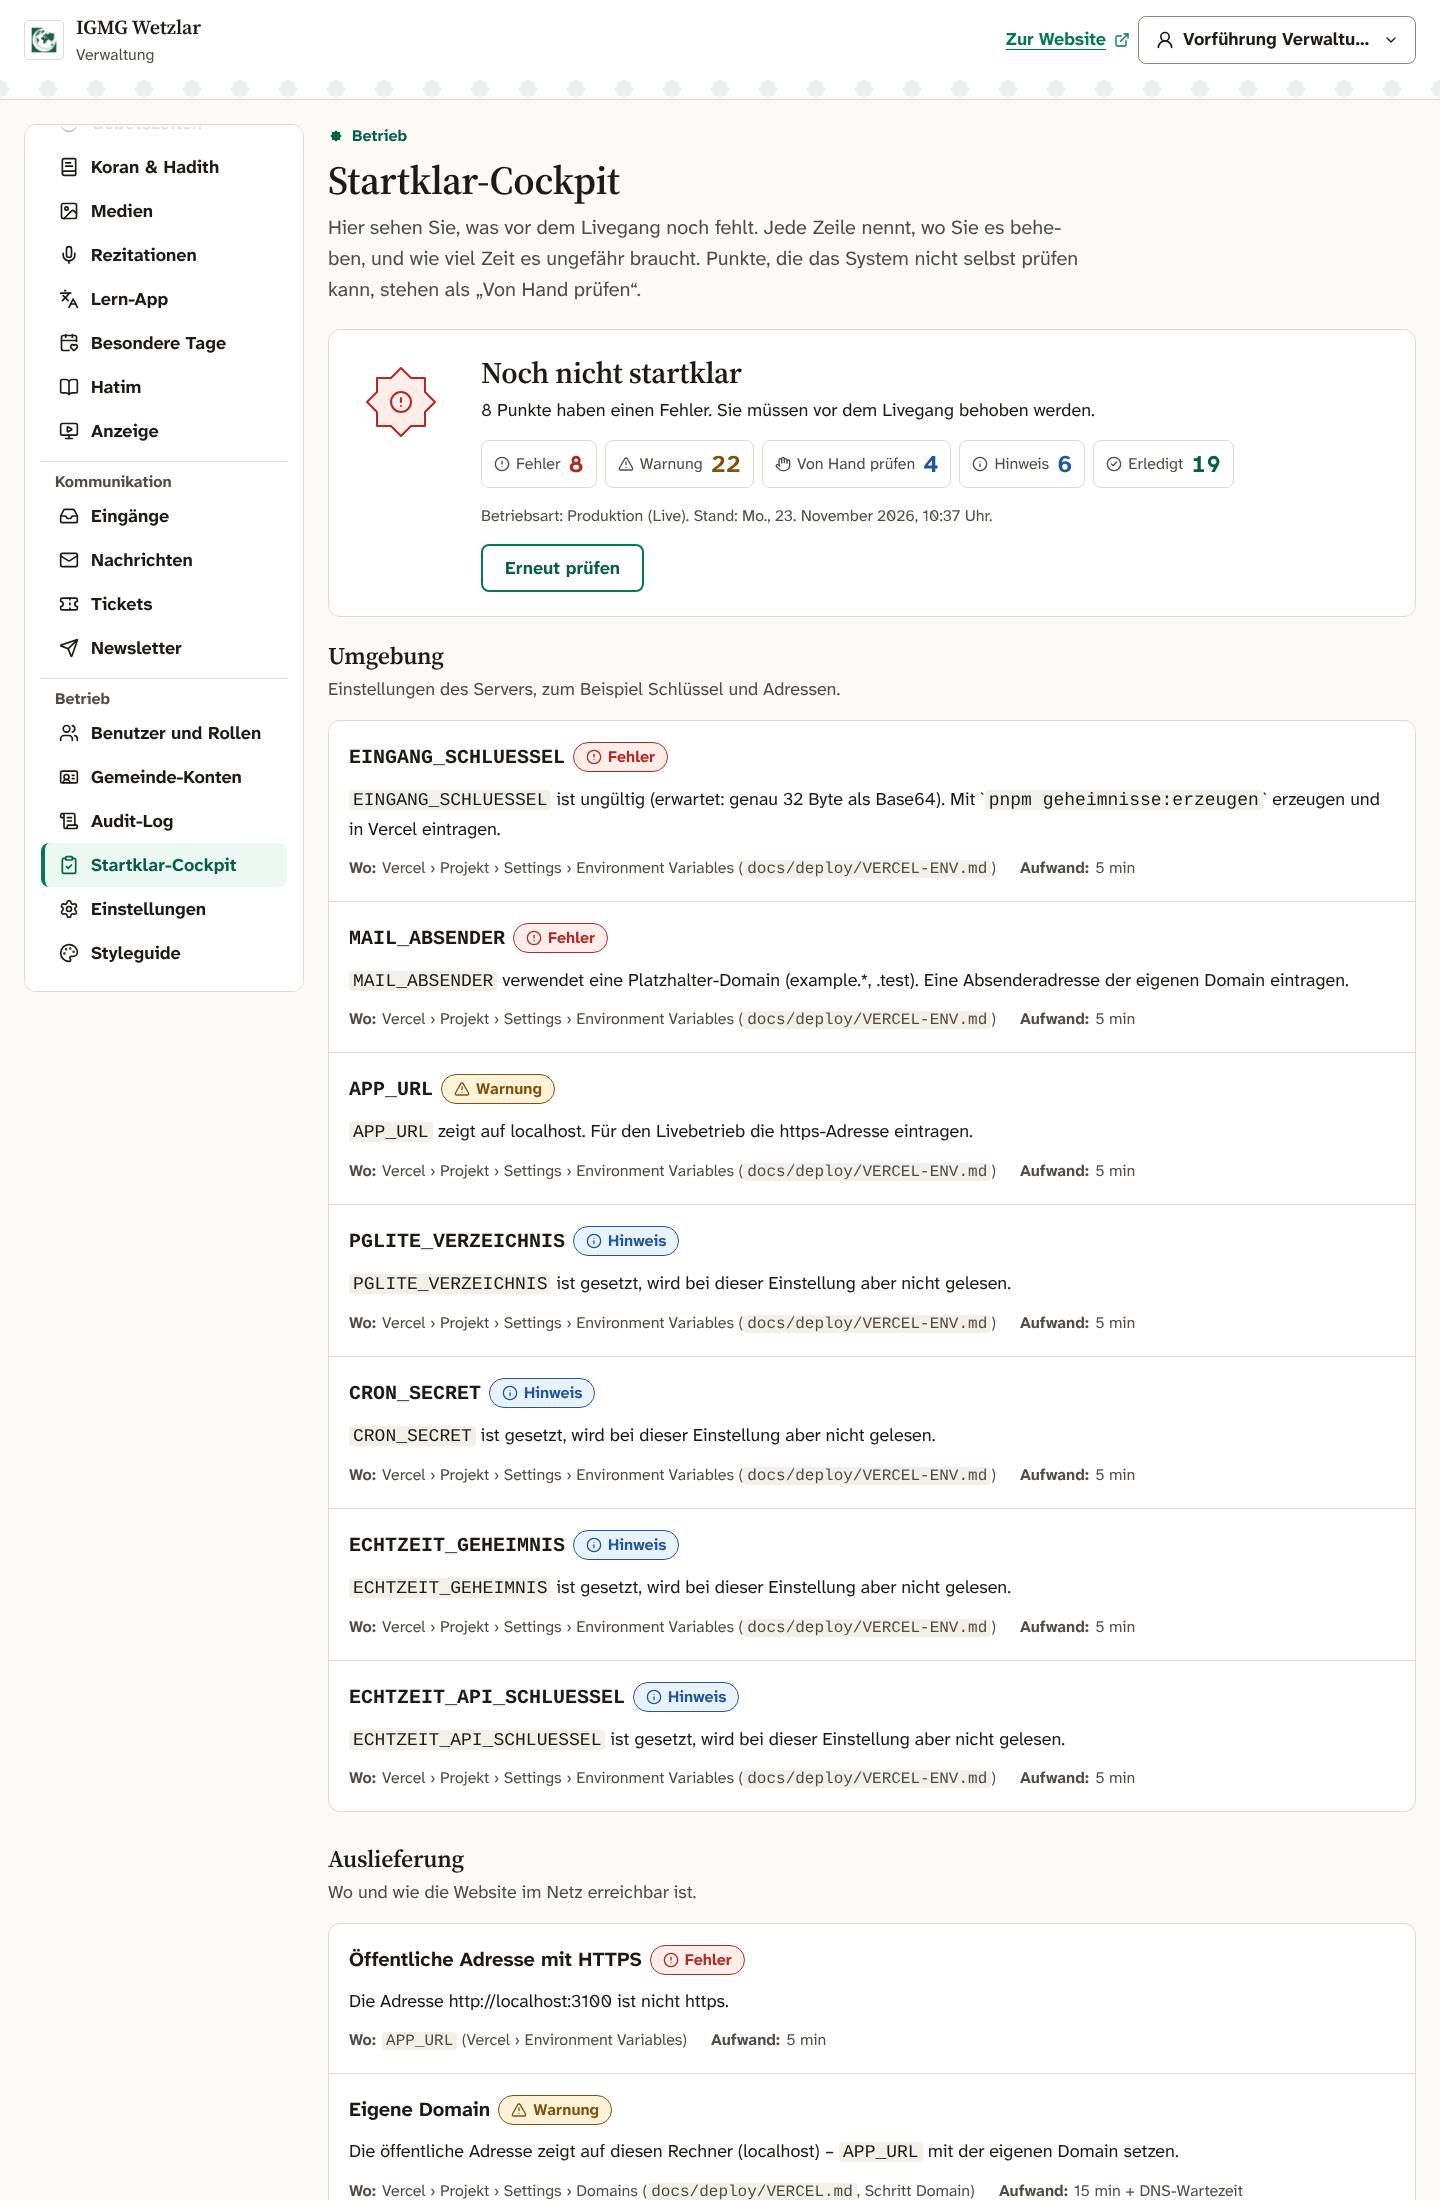 IGMG Wetzlar
Verwaltung
Zur Website
Vorführung Verwaltu...
Koran & Hadith
Medien
Rezitationen
Lern-App
Besondere Tage
Hatim
Anzeige
Kommunikation
Eingänge
Nachrichten
Tickets
Newsletter
Betrieb
Benutzer und Rollen
Gemeinde-Konten
Audit-Log
Startklar-Cockpit
Einstellungen
Styleguide
Betrieb
Startklar-Cockpit
Hier sehen Sie, was vor dem Livegang noch fehlt. Jede Zeile nennt, wo Sie es behe-
ben, und wie viel Zeit es ungefähr braucht. Punkte, die das System nicht selbst prüfen
kann, stehen als „Von Hand prüfen“.
Noch nicht startklar
8 Punkte haben einen Fehler. Sie müssen vor dem Livegang behoben werden.
Fehler 8 Warnung 22 Von Hand prüfen 4 Hinweis 6 Erledigt 19
Betriebsart: Produktion (Live). Stand: Mo., 23. November 2026, 10:37 Uhr.
Erneut prüfen
Umgebung
Einstellungen des Servers, zum Beispiel Schlüssel und Adressen.
EINGANG_SCHLUESSEL Fehler
EINGANG_SCHLUESSEL ist ungültig (erwartet: genau 32 Byte als Base64). Mit `pnpm geheimnisse:erzeugen` erzeugen und
in Vercel eintragen.
Wo: Vercel › Projekt › Settings › Environment Variables (docs/deploy/VERCEL-ENV.md) Aufwand: 5 min
MAIL_ABSENDER Fehler
MAIL_ABSENDER verwendet eine Platzhalter-Domain (example.*, .test). Eine Absenderadresse der eigenen Domain eintragen.
Wo: Vercel › Projekt › Settings › Environment Variables (docs/deploy/VERCEL-ENV.md) Aufwand: 5 min
APP_URL Warnung
APP_URL zeigt auf localhost. Für den Livebetrieb die https-Adresse eintragen.
Wo: Vercel › Projekt › Settings › Environment Variables (docs/deploy/VERCEL-ENV.md) Aufwand: 5 min
PGLITE_VERZEICHNIS Hinweis
PGLITE_VERZEICHNIS ist gesetzt, wird bei dieser Einstellung aber nicht gelesen.
Wo: Vercel › Projekt › Settings › Environment Variables (docs/deploy/VERCEL-ENV.md) Aufwand: 5 min
CRON_SECRET Hinweis
CRON_SECRET ist gesetzt, wird bei dieser Einstellung aber nicht gelesen.
Wo: Vercel › Projekt › Settings › Environment Variables (docs/deploy/VERCEL-ENV.md) Aufwand: 5 min
ECHTZEIT_GEHEIMNIS Hinweis
ECHTZEIT_GEHEIMNIS ist gesetzt, wird bei dieser Einstellung aber nicht gelesen.
Wo: Vercel › Projekt › Settings › Environment Variables (docs/deploy/VERCEL-ENV.md) Aufwand: 5 min
ECHTZEIT_API_SCHLUESSEL Hinweis
ECHTZEIT_API_SCHLUESSEL ist gesetzt, wird bei dieser Einstellung aber nicht gelesen.
Wo: Vercel › Projekt › Settings › Environment Variables (docs/deploy/VERCEL-ENV.md) Aufwand: 5 min
Auslieferung
Wo und wie die Website im Netz erreichbar ist.
Öffentliche Adresse mit HTTPS Fehler
Die Adresse http://localhost:3100 ist nicht https.
Wo: APP_URL (Vercel › Environment Variables) Aufwand: 5 min
Eigene Domain Warnung
Die öffentliche Adresse zeigt auf diesen Rechner (localhost) – APP_URL mit der eigenen Domain setzen.
Wo: Vercel › Projekt › Settings › Domains (docs/deploy/VERCEL.md, Schritt Domain) Aufwand: 15 min + DNS-Wartezeit